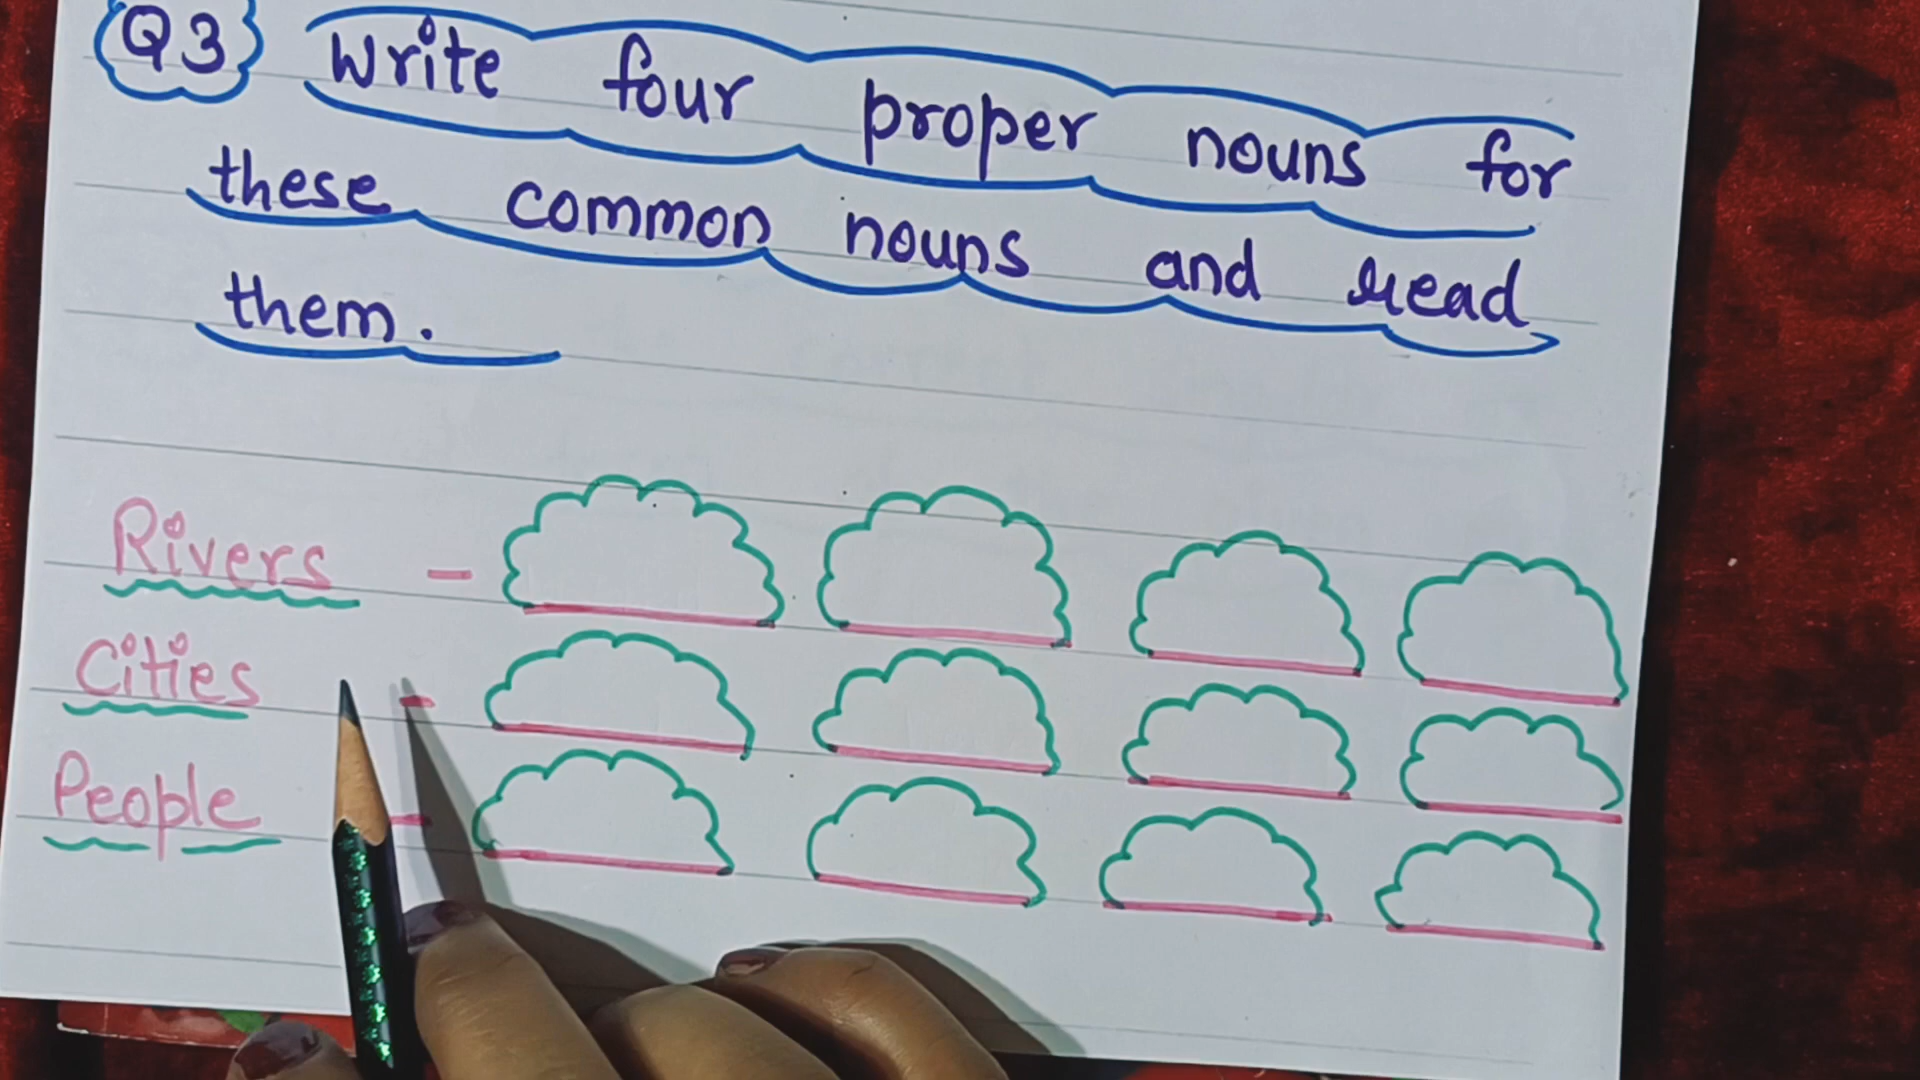 Q3 Write four proper nouns for
these common nouns and read
them.
Rivers -
Cities -
People -